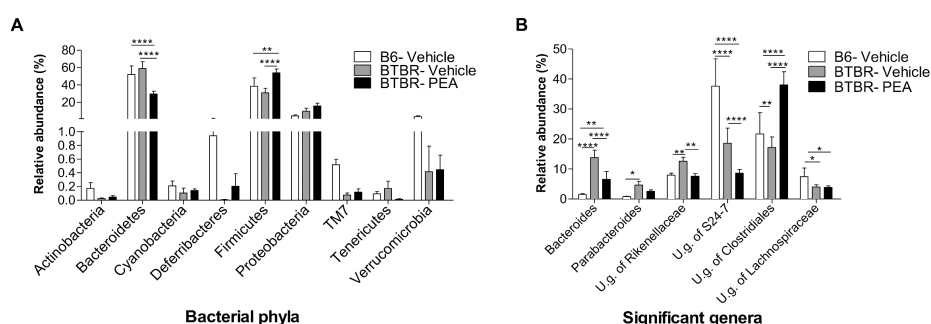 A
B
Relative abundance (%)
80
60
40
20
1.0
0.8
0.6
0.4
0.2
0.0
****
****
**
****
B6- Vehicle
BTBR- Vehicle
BTBR- PEA
Actinobacteria
Bacteroidetes
Cyanobacteria
Deferribacteres
Firmicutes
Proteobacteria
TM7
Tenericutes
Verrucomicrobia
Bacterial phyla
Relative abundance (%)
50
40
30
20
10
0
**
****
****
*
** **
****
****
****
****
****
**
*
*
B6- Vehicle
BTBR- Vehicle
BTBR- PEA
Bacteroides
Parabacteroides
U.g. of Rikenellaceae
U.g. of S24-7
U.g. of Clostridiales
U.g. of Lachnospiraceae
Significant genera